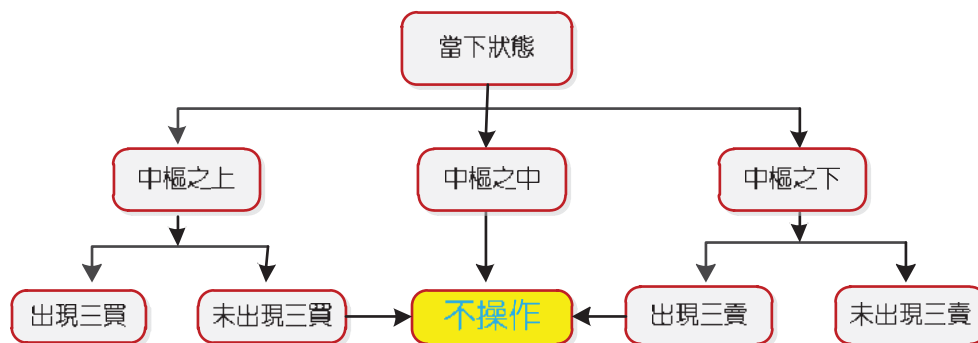 當下狀態
中樞之上
中樞之中
中樞之下
出現三買
未出現三買
不操作
出現三賣
未出現三賣